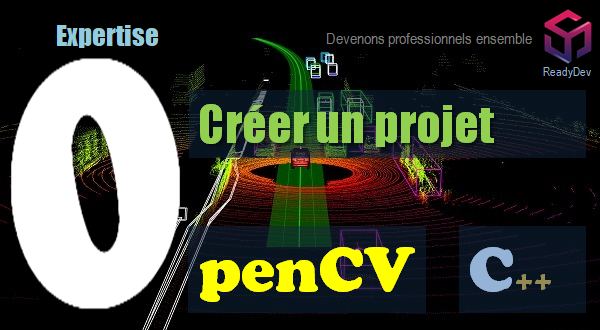 Expertise
Devenons professionnels ensemble
ReadyDev
Créer un projet
OpenCV
C++